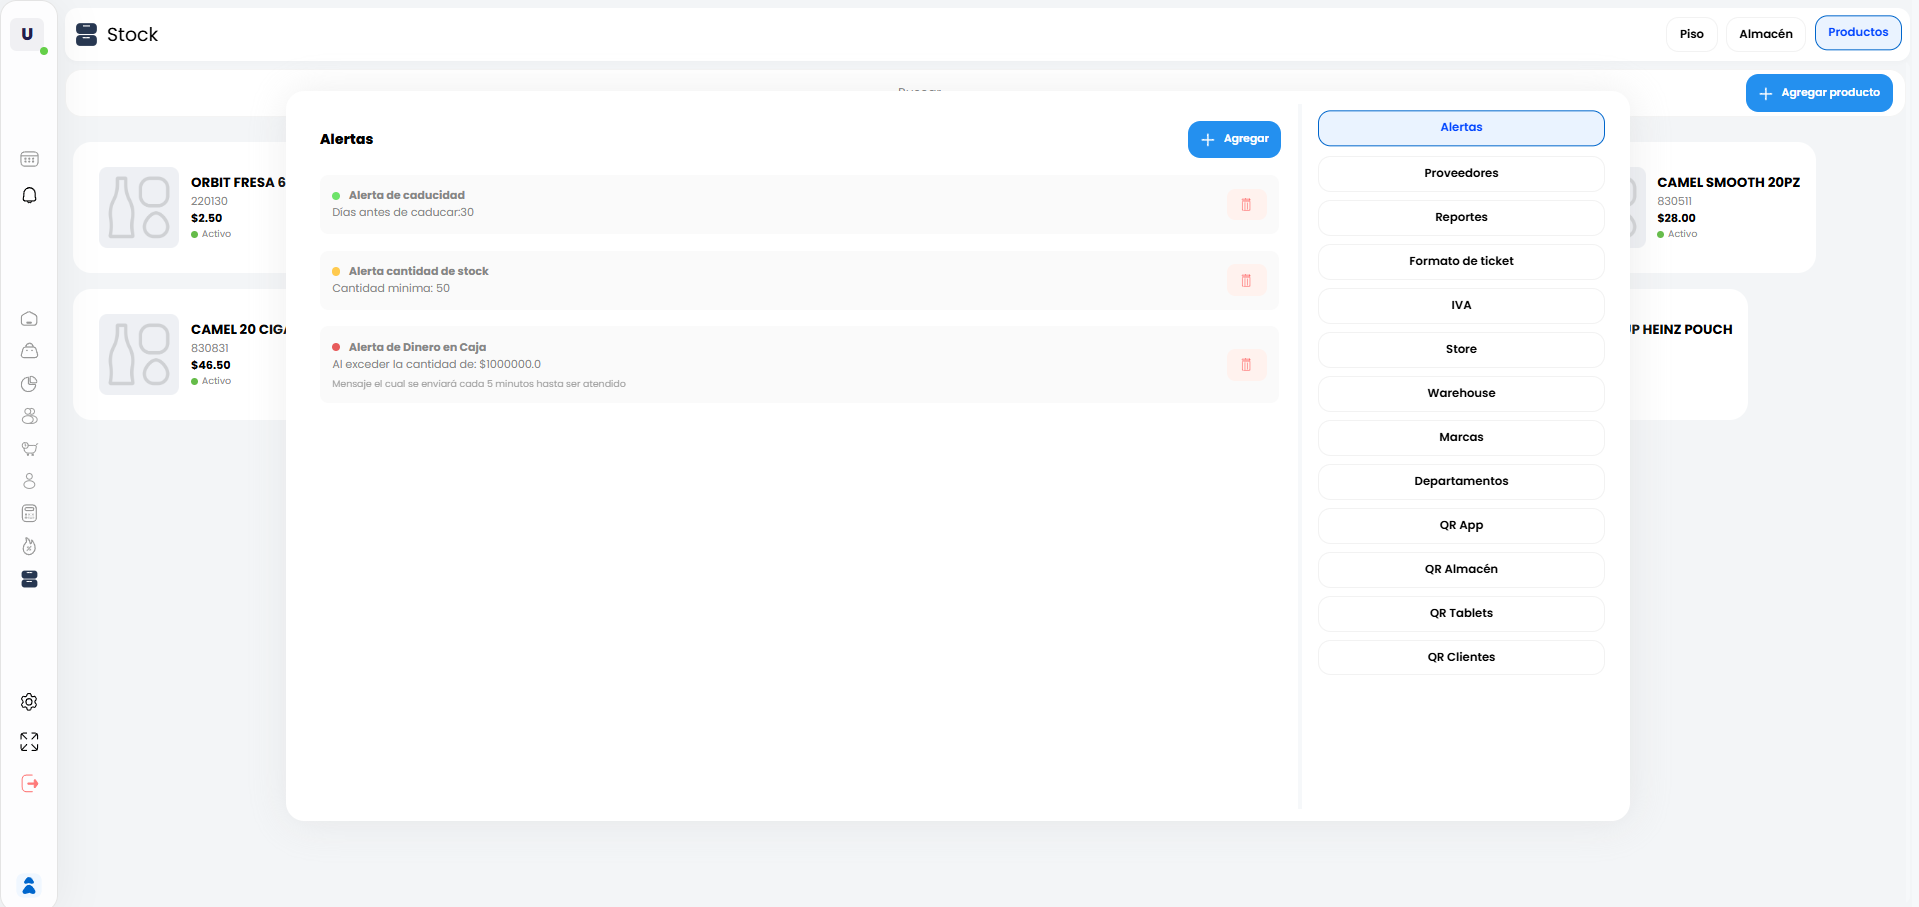 U
Stock
Piso
Almacén
Productos
Agregar producto
ORBIT FRESA 6
220130
$2.50
Activo
CAMEL 20 CIGA
830831
$46.50
Activo
CAMEL SMOOTH 20PZ
830511
$28.00
Activo
HEINZ POUCH
Alertas
Agregar
Alerta de caducidad
Días antes de caducar:30
Alerta cantidad de stock
Cantidad minima: 50
Alerta de Dinero en Caja
Al exceder la cantidad de: $1000000.0
Mensaje el cual se enviará cada 5 minutos hasta ser atendido
Alertas
Proveedores
Reportes
Formato de ticket
IVA
Store
Warehouse
Marcas
Departamentos
QR App
QR Almacén
QR Tablets
QR Clientes